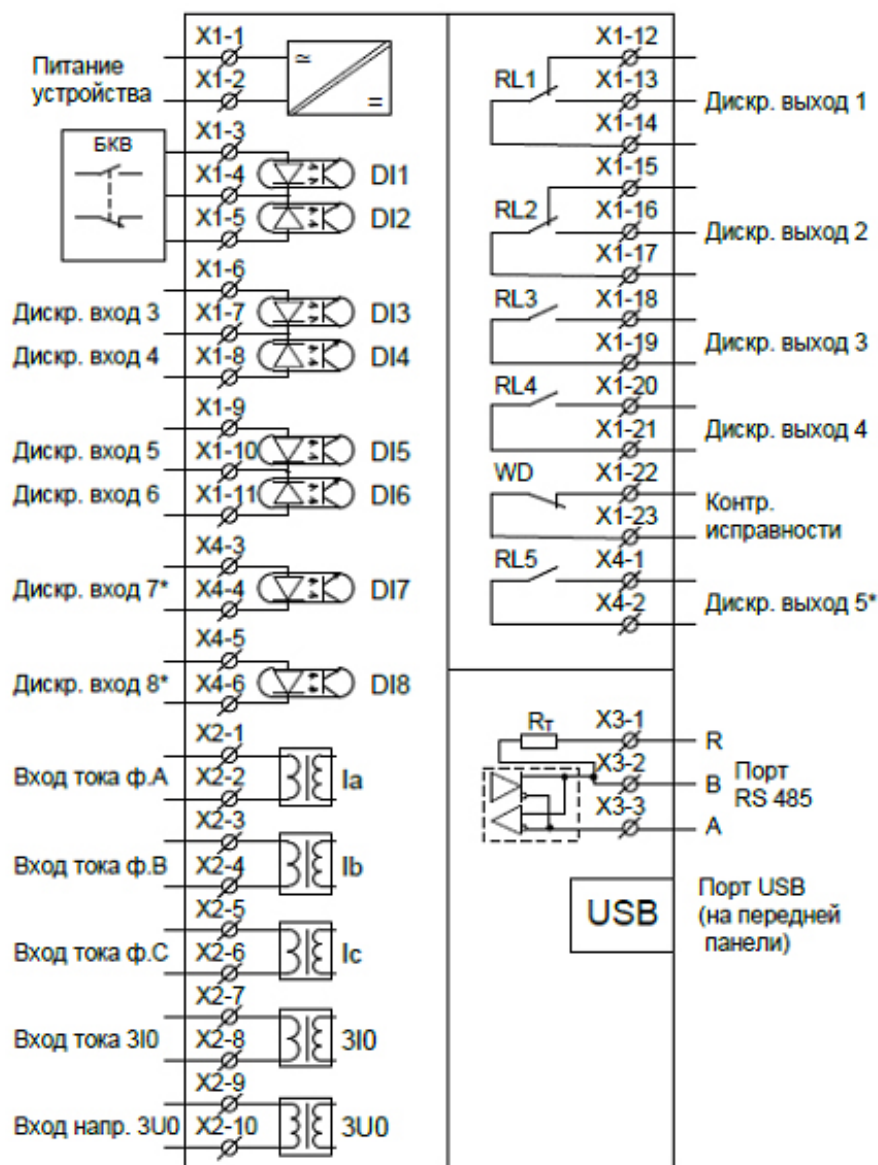 X1-1
Питание
X1-2
устройства
≃
=
X1-3
БКВ
X1-4
DI1
X1-5
DI2
X1-6
Дискр. вход 3
X1-7
DI3
Дискр. вход 4
X1-8
DI4
X1-9
Дискр. вход 5
X1-10
DI5
Дискр. вход 6
X1-11
DI6
X4-3
Дискр. вход 7*
X4-4
DI7
X4-5
Дискр. вход 8*
X4-6
DI8
X2-1
Вход тока ф.А
X2-2
Ia
X2-3
Вход тока ф.В
X2-4
Ib
X2-5
Вход тока ф.С
X2-6
Ic
X2-7
Вход тока 3I0
X2-8
3I0
X2-9
Вход напр. 3U0
X2-10
3U0
X1-12
RL1
X1-13
Дискр. выход 1
X1-14
X1-15
RL2
X1-16
Дискр. выход 2
X1-17
RL3
X1-18
X1-19
Дискр. выход 3
RL4
X1-20
X1-21
Дискр. выход 4
WD
X1-22
Контр.
исправности
X1-23
RL5
X4-1
X4-2
Дискр. выход 5*
Rт
X3-1
R
X3-2
B
Порт
RS 485
X3-3
A
USB
Порт USB
(на передней
панели)